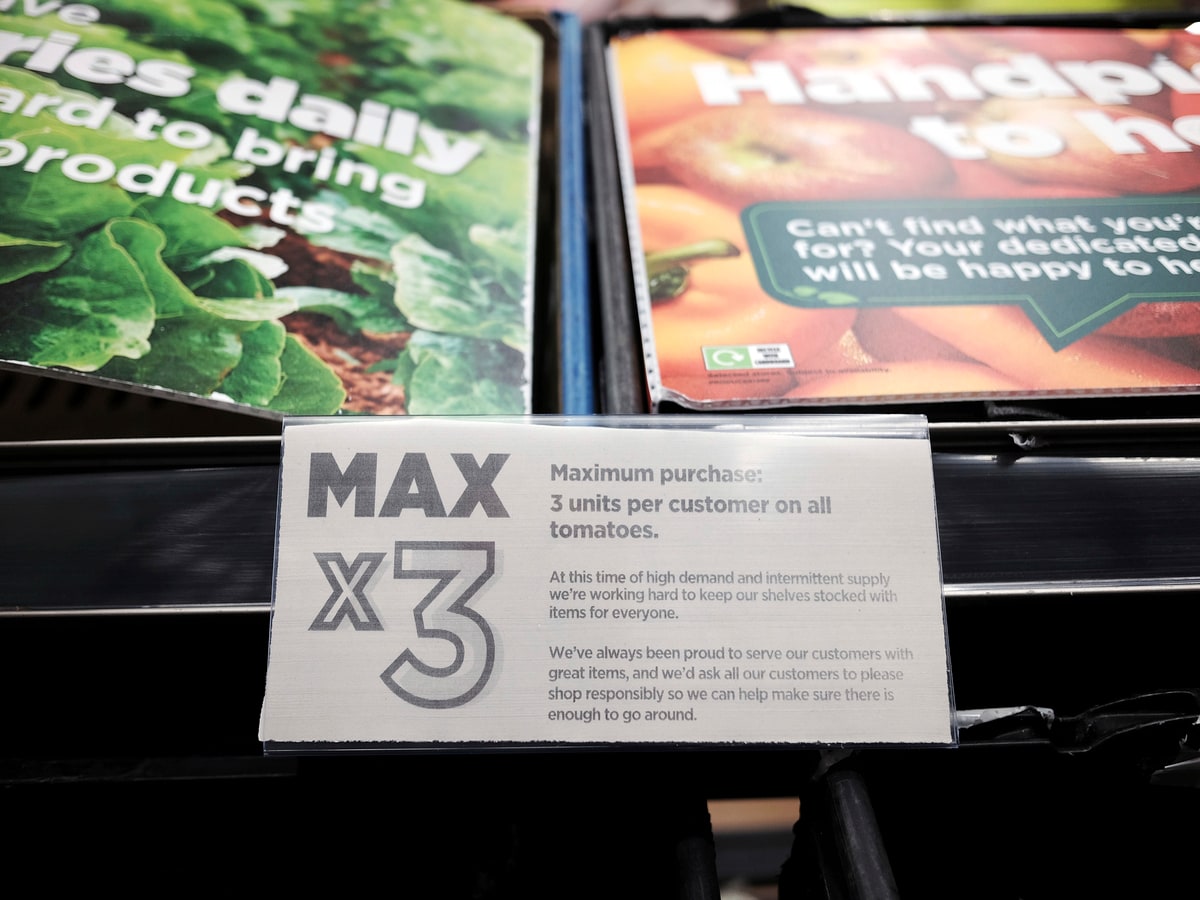 daily
to bring
products
to
Can't find what
for? Your dedicated
will be happy to
MAX
x3
Maximum purchase:
3 units per customer on all
tomatoes.
At this time of high demand and intermittent supply
we're working hard to keep our shelves stocked with
items for everyone.
We've always been proud to serve our customers with
great items, and we'd ask all our customers to please
shop responsibly so we can help make sure there is
enough to go around.